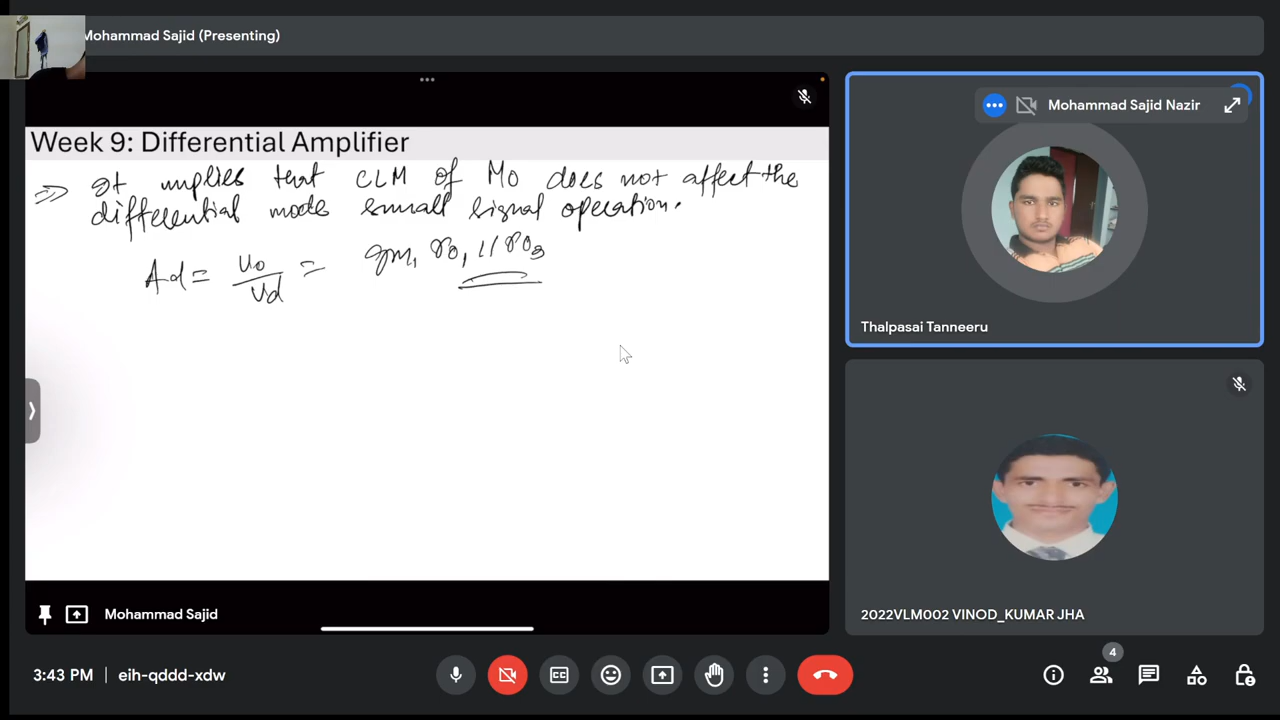 Mohammad Sajid (Presenting)
Week 9: Differential Amplifier
⇒ It implies that CLM of M0 does not affect the
differential mode small signal operation.
Ad = vo/vd = gm1 ro1 // ro3
Mohammad Sajid
Mohammad Sajid Nazir
Thalpasai Tanneeru
2022VLM002 VINOD_KUMAR JHA
3:43 PM | eih-qddd-xdw
4